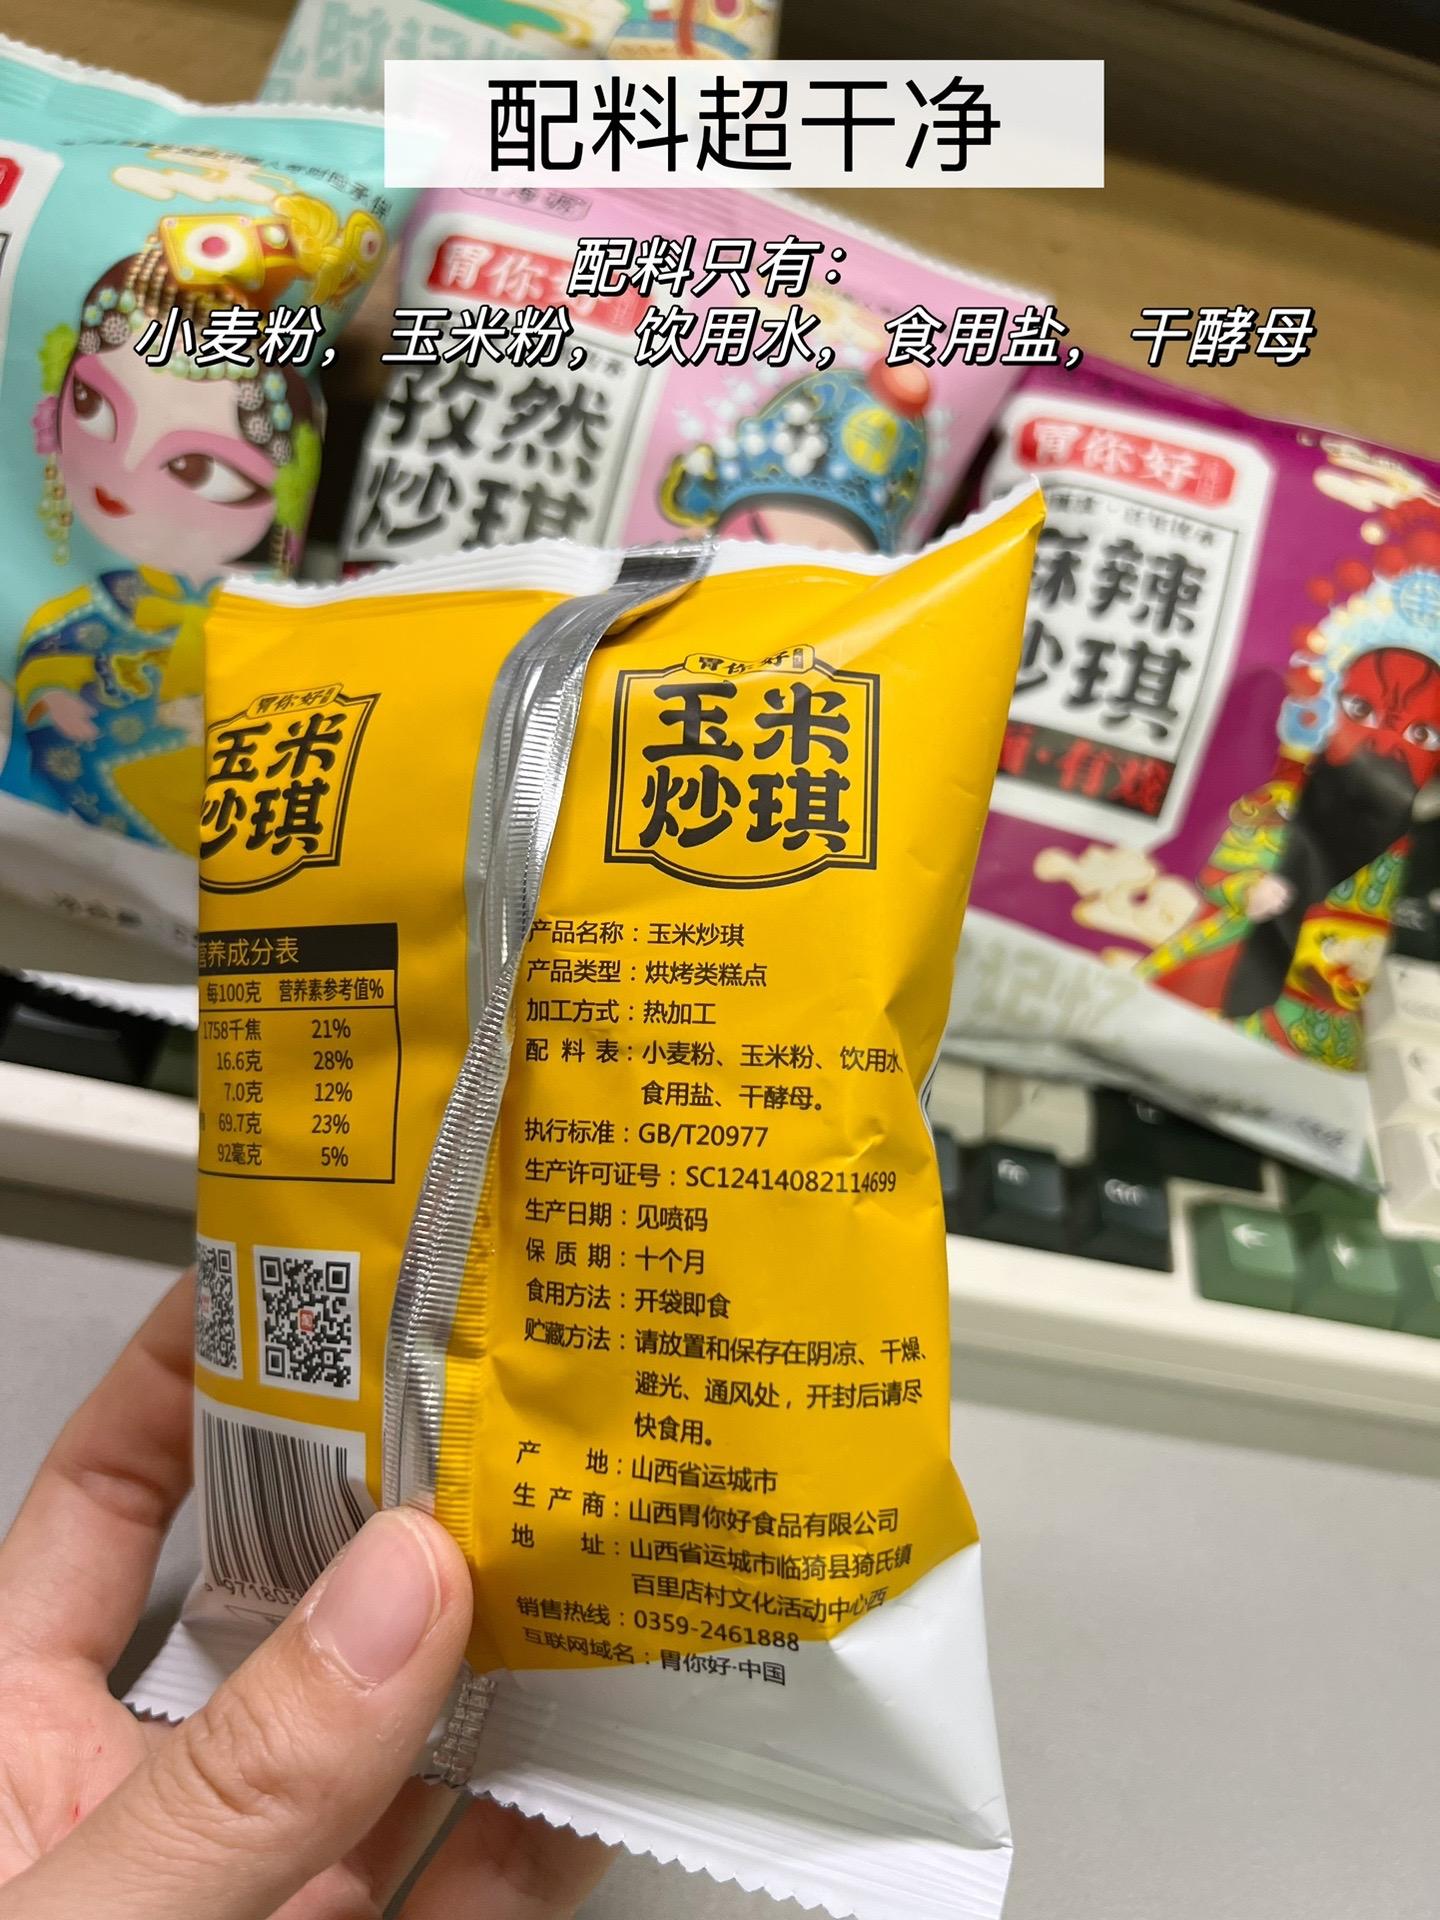 配料超干净
配料只有：
小麦粉，玉米粉，饮用水，食用盐，干酵母
胃你好
孜然
炒琪
胃你好
麻辣
炒琪
胃你好
玉米
炒琪
营养成分表
每100克 营养素参考值%
1758千焦 21%
16.6克 28%
7.0克 12%
69.7克 23%
92毫克 5%
胃你好
玉米
炒琪
产品名称：玉米炒琪
产品类型：烘烤类糕点
加工方式：热加工
配料表：小麦粉、玉米粉、饮用水、
食用盐、干酵母。
执行标准：GB/T20977
生产许可证号：SC12414082114699
生产日期：见喷码
保质期：十个月
食用方法：开袋即食
贮藏方法：请放置和保存在阴凉、干燥、
避光、通风处，开封后请尽
快食用。
产地：山西省运城市
生产商：山西胃你好食品有限公司
地址：山西省运城市临猗县猗氏镇
百里店村文化活动中心西
销售热线：0359-2461888
互联网域名：胃你好·中国